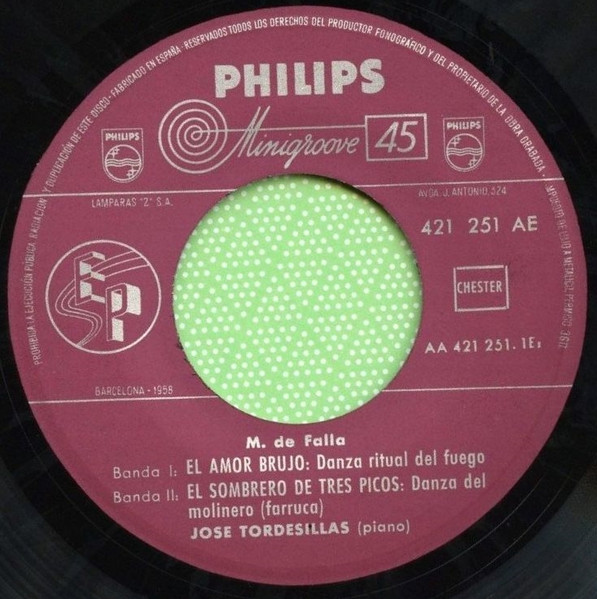 RESERVADOS TODOS LOS DERECHOS DEL PRODUCTOR FONOGRÁFICO Y DEL PROPIETARIO DE LA OBRA GRABADA
PROHIBIDA LA EJECUCIÓN PÚBLICA, RADIACIÓN Y DUPLICACIÓN DE ESTE DISCO - FABRICADO EN ESPAÑA
PHILIPS
PHILIPS
Minigroove 45
PHILIPS
LAMPARAS "Z" S.A.
AVDA. J. ANTONIO, 324
421 251 AE
EP
CHESTER
AA 421 251. 1E
BARCELONA - 1958
M. de Falla
Banda I: EL AMOR BRUJO: Danza ritual del fuego
Banda II: EL SOMBRERO DE TRES PICOS: Danza del
molinero (farruca)
JOSE TORDESILLAS (piano)